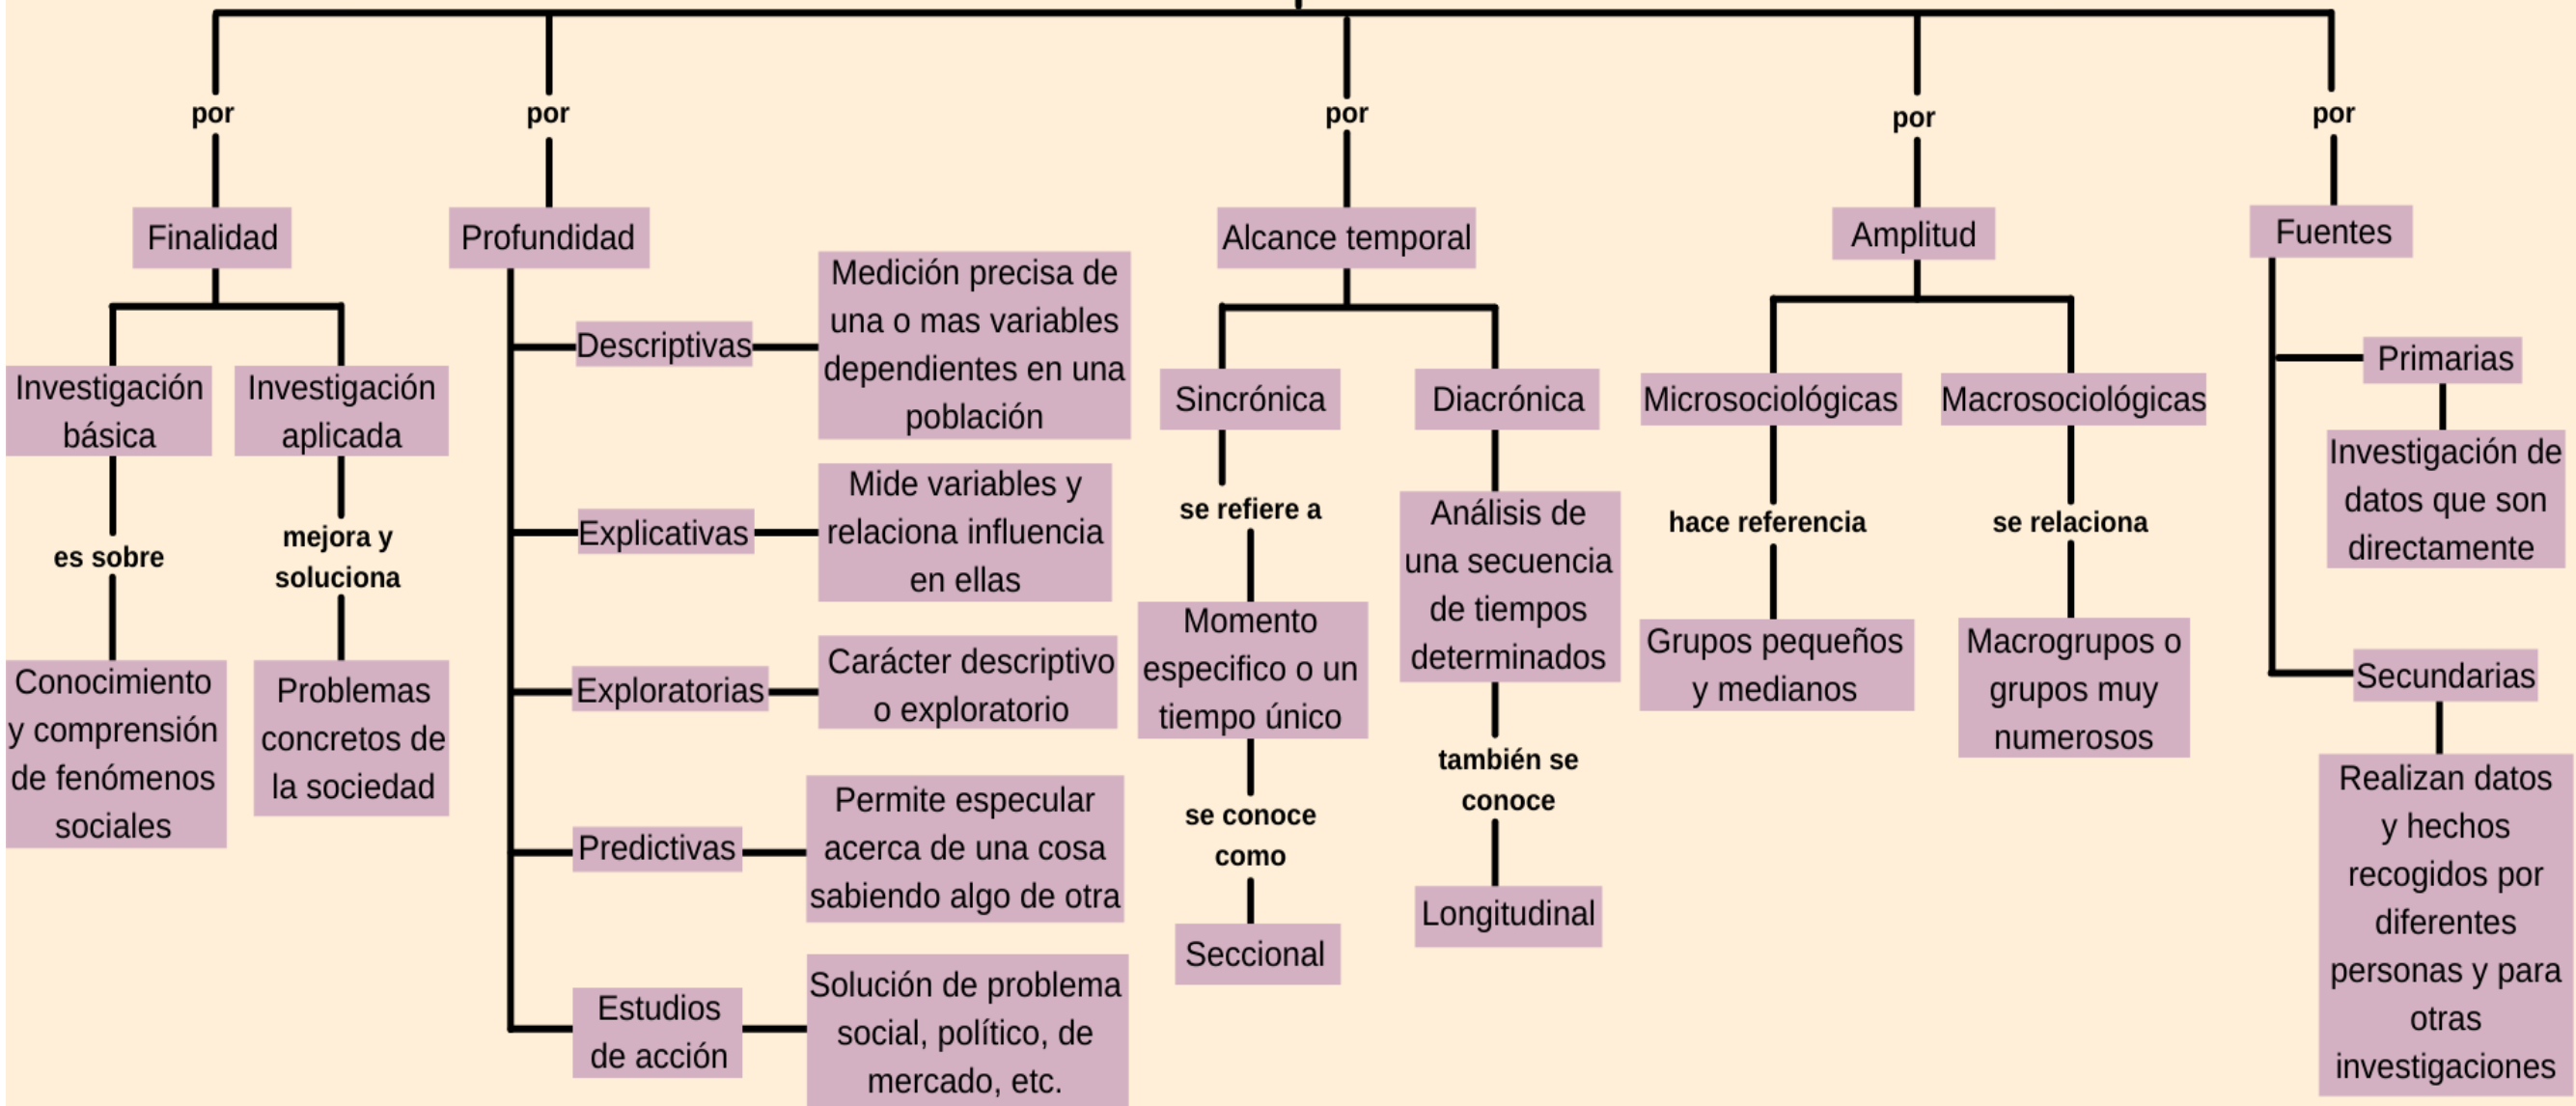 por
Finalidad
Investigación
básica
es sobre
Conocimiento
y comprensión
de fenómenos
sociales
Investigación
aplicada
mejora y
soluciona
Problemas
concretos de
la sociedad
por
Profundidad
Descriptivas
Medición precisa de
una o mas variables
dependientes en una
población
Explicativas
Mide variables y
relaciona influencia
en ellas
Exploratorias
Carácter descriptivo
o exploratorio
Predictivas
Permite especular
acerca de una cosa
sabiendo algo de otra
Estudios
de acción
Solución de problema
social, político, de
mercado, etc.
por
Alcance temporal
Sincrónica
se refiere a
Momento
especifico o un
tiempo único
se conoce
como
Seccional
Diacrónica
Análisis de
una secuencia
de tiempos
determinados
también se
conoce
Longitudinal
por
Amplitud
Microsociológicas
hace referencia
Grupos pequeños
y medianos
Macrosociológicas
se relaciona
Macrogrupos o
grupos muy
numerosos
por
Fuentes
Primarias
Investigación de
datos que son
directamente
Secundarias
Realizan datos
y hechos
recogidos por
diferentes
personas y para
otras
investigaciones